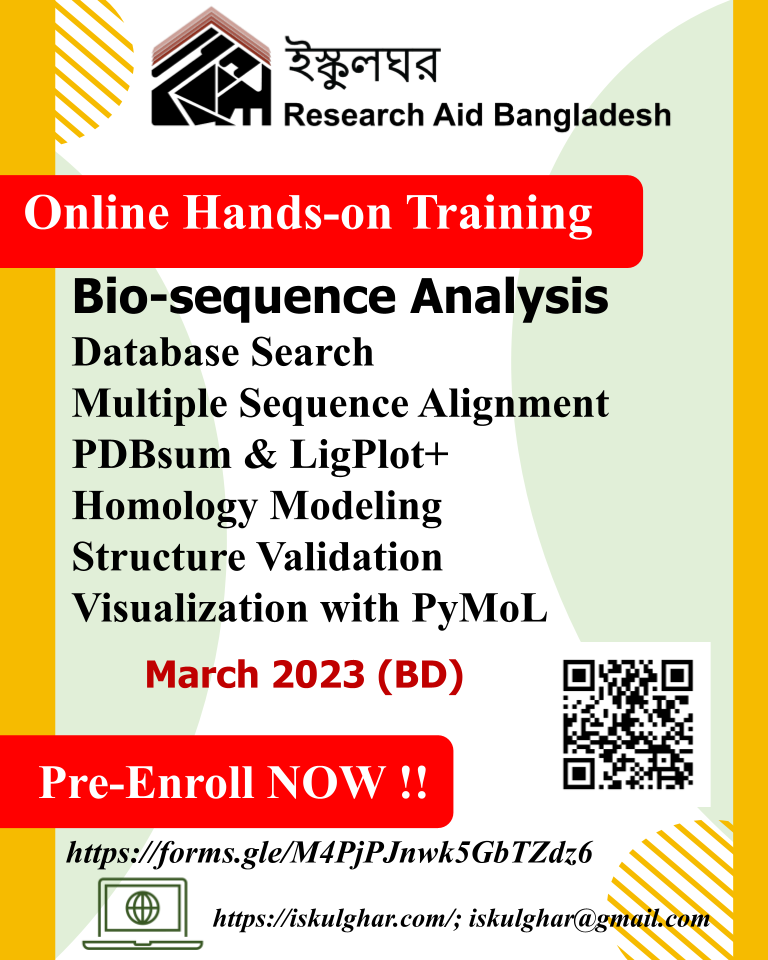 ইস্কুলঘর
Research Aid Bangladesh
Online Hands-on Training
Bio-sequence Analysis
Database Search
Multiple Sequence Alignment
PDBsum & LigPlot+
Homology Modeling
Structure Validation
Visualization with PyMoL
March 2023 (BD)
Pre-Enroll NOW !!
https://forms.gle/M4PjPJnwk5GbTZdz6
https://iskulghar.com/; iskulghar@gmail.com